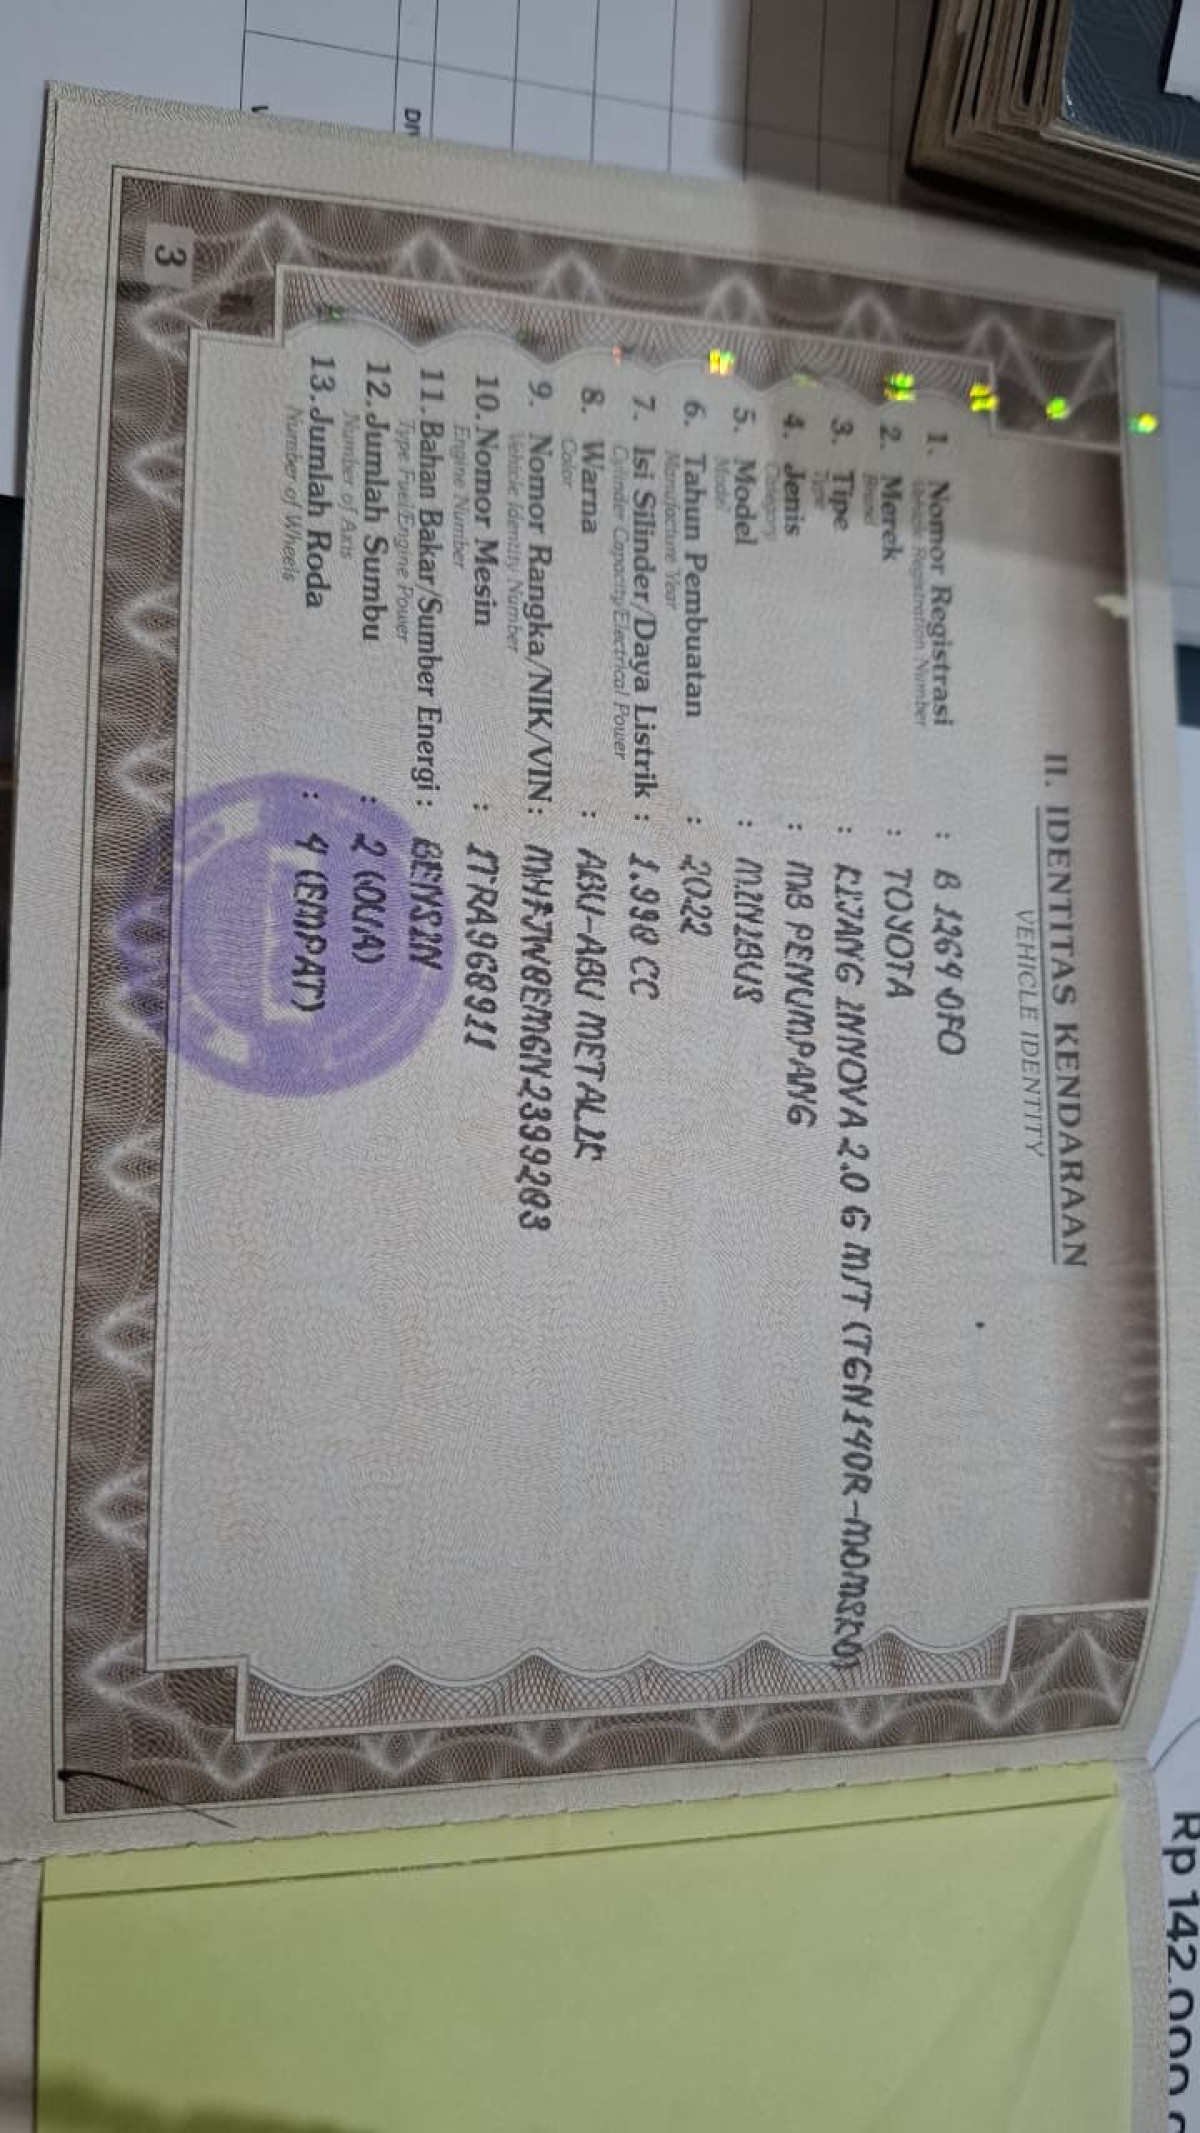 II. IDENTITAS KENDARAAN
VEHICLE IDENTITY
1. Nomor Registrasi : B 1269 DFO
Vehicle Registration Number
2. Merek : TOYOTA
Brand
3. Tipe : KIJANG INNOVA 2.0 G M/T (TGN140R-MDMSKD)
Type
4. Jenis : MB PENUMPANG
Category
5. Model : MINIBUS
Model
6. Tahun Pembuatan : 2022
Manufacture Year
7. Isi Silinder/Daya Listrik : 1.998 CC
Cylinder Capacity/Electrical Power
8. Warna : ABU-ABU METALIK
Color
9. Nomor Rangka/NIK/VIN :
Vehicle Identity Number
10. Nomor Mesin : 1TRA968911
Engine Number
11. Bahan Bakar/Sumber Energi : BENSIN
Type Fuel/Engine Power
12. Jumlah Sumbu : 2 (DUA)
Number of Axis
13. Jumlah Roda : 4 (EMPAT)
Number of Wheels
3
Rp 142.000